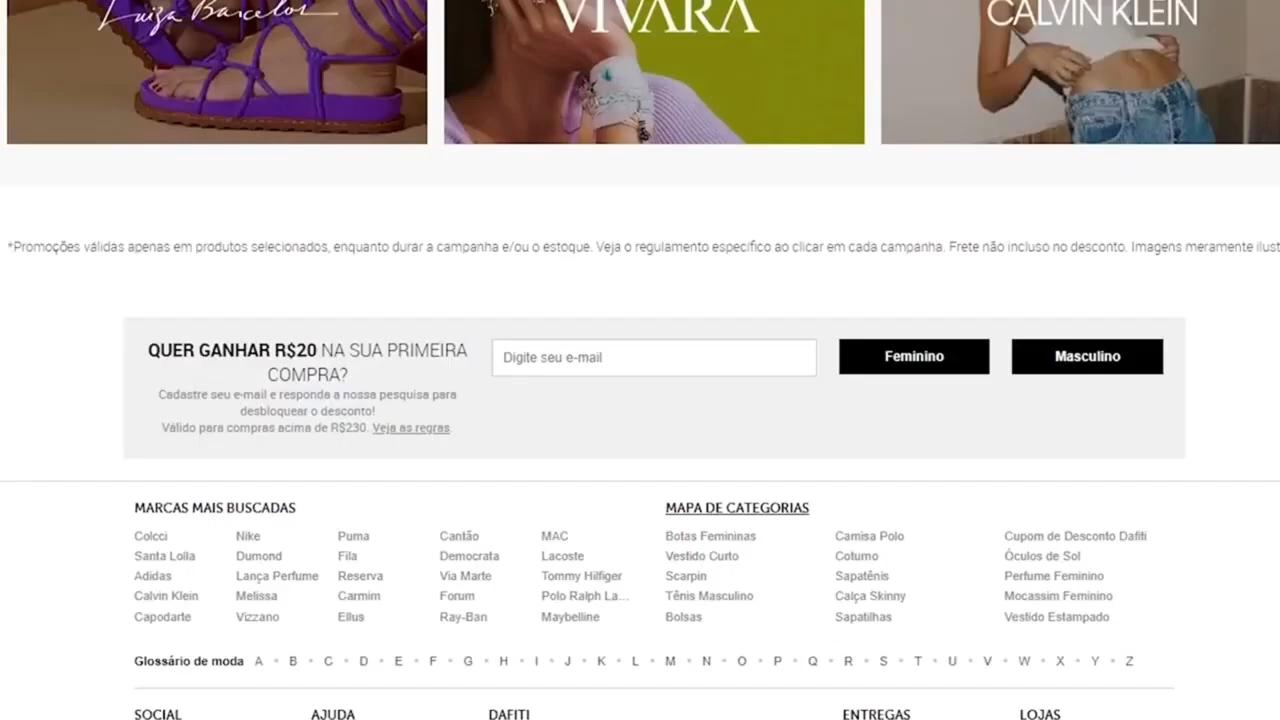 Luiza Barcelos
VIVARA
CALVIN KLEIN
*Promoções válidas apenas em produtos selecionados, enquanto durar a campanha e/ou o estoque. Veja o regulamento específico ao clicar em cada campanha. Frete não incluso no desconto. Imagens meramente ilust
QUER GANHAR R$20 NA SUA PRIMEIRA
COMPRA?
Cadastre seu e-mail e responda a nossa pesquisa para
desbloquear o desconto!
Válido para compras acima de R$230. Veja as regras.
Digite seu e-mail
Feminino
Masculino
MARCAS MAIS BUSCADAS
Colcci Nike Puma Cantão MAC
Santa Lolla Dumond Fila Democrata Lacoste
Adidas Lança Perfume Reserva Via Marte Tommy Hilfiger
Calvin Klein Melissa Carmim Forum Polo Ralph La...
Capodarte Vizzano Ellus Ray-Ban Maybelline
MAPA DE CATEGORIAS
Botas Femininas Camisa Polo Cupom de Desconto Dafiti
Vestido Curto Coturno Óculos de Sol
Scarpin Sapatênis Perfume Feminino
Tênis Masculino Calça Skinny Mocassim Feminino
Bolsas Sapatilhas Vestido Estampado
Glossário de moda A • B • C • D • E • F • G • H • I • J • K • L • M • N • O • P • Q • R • S • T • U • V • W • X • Y • Z
SOCIAL AJUDA DAFITI ENTREGAS LOJAS